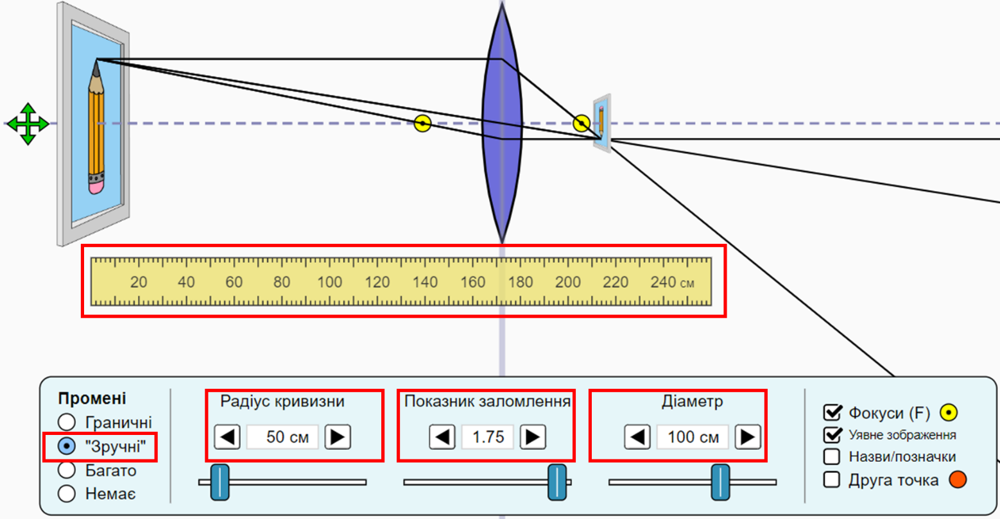 20 40 60 80 100 120 140 160 180 200 220 240 см
Промені
Граничні
"Зручні"
Багато
Немає
Радіус кривизни
50 см
Показник заломлення
1.75
Діаметр
100 см
Фокуси (F)
Уявне зображення
Назви/позначки
Друга точка